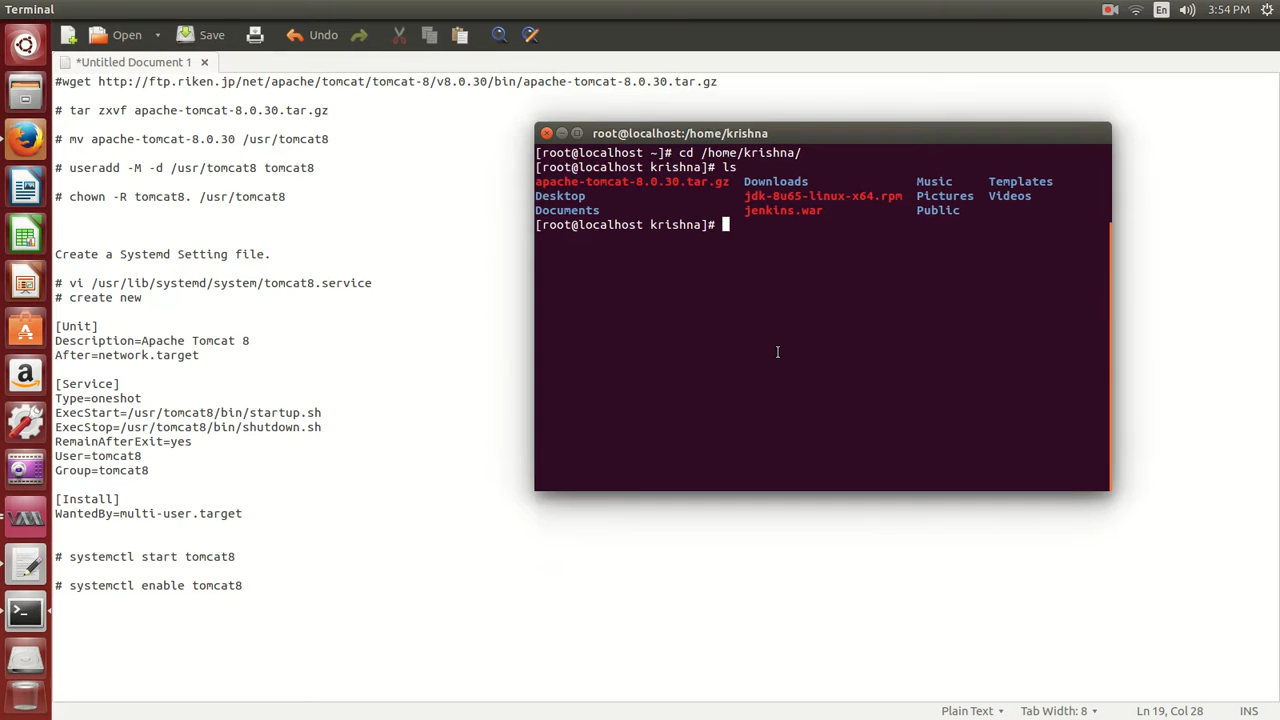 Terminal
En
3:54 PM
Open
Save
Undo
*Untitled Document 1
#wget http://ftp.riken.jp/net/apache/tomcat/tomcat-8/v8.0.30/bin/apache-tomcat-8.0.30.tar.gz
# tar zxvf apache-tomcat-8.0.30.tar.gz
# mv apache-tomcat-8.0.30 /usr/tomcat8
# useradd -M -d /usr/tomcat8 tomcat8
# chown -R tomcat8. /usr/tomcat8
Create a Systemd Setting file.
# vi /usr/lib/systemd/system/tomcat8.service
# create new
[Unit]
Description=Apache Tomcat 8
After=network.target
[Service]
Type=oneshot
ExecStart=/usr/tomcat8/bin/startup.sh
ExecStop=/usr/tomcat8/bin/shutdown.sh
RemainAfterExit=yes
User=tomcat8
Group=tomcat8
[Install]
WantedBy=multi-user.target
# systemctl start tomcat8
# systemctl enable tomcat8
root@localhost:/home/krishna
[root@localhost ~]# cd /home/krishna/
[root@localhost krishna]# ls
apache-tomcat-8.0.30.tar.gz Downloads Music Templates
Desktop jdk-8u65-linux-x64.rpm Pictures Videos
Documents jenkins.war Public
[root@localhost krishna]#
Plain Text
Tab Width: 8
Ln 19, Col 28
INS